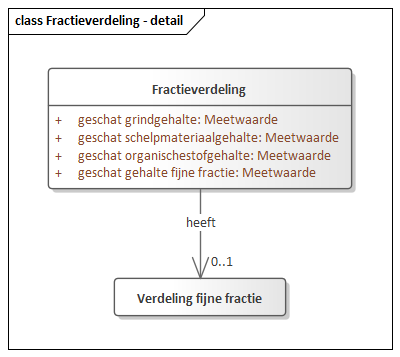 class Fractieverdeling - detail
Fractieverdeling
+ geschat grindgehalte: Meetwaarde
+ geschat schelpmateriaalgehalte: Meetwaarde
+ geschat organischestofgehalte: Meetwaarde
+ geschat gehalte fijne fractie: Meetwaarde
heeft
0..1
Verdeling fijne fractie